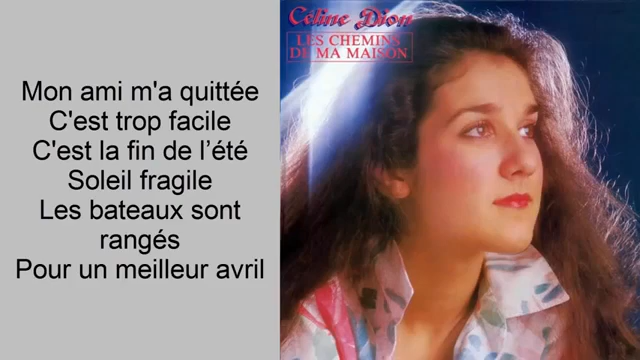 Mon ami m'a quittée
C'est trop facile
C'est la fin de l’été
Soleil fragile
Les bateaux sont
rangés
Pour un meilleur avril
Céline Dion
LES CHEMINS
DE MA MAISON